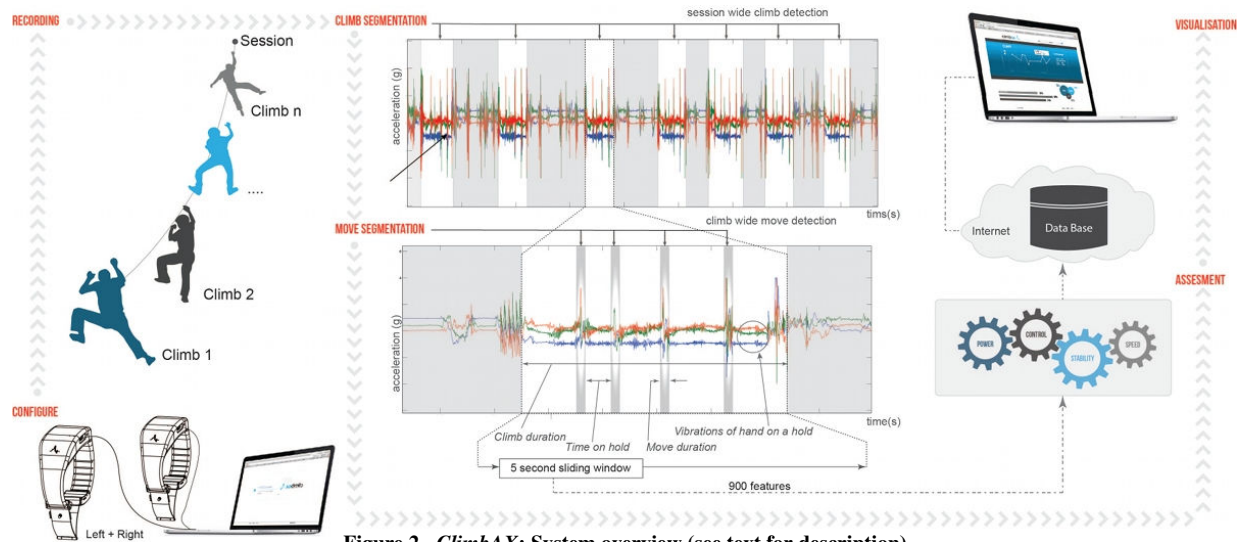 RECORDING
Session
Climb n
....
Climb 2
Climb 1
CONFIGURE
Left + Right
CLIMB SEGMENTATION
session wide climb detection
acceleration (g)
tims(s)
MOVE SEGMENTATION
climb wide move detection
acceleration (g)
time(s)
Climb duration
Time on hold
Move duration
Vibrations of hand on a hold
5 second sliding window
900 features
VISUALISATION
Internet
Data Base
ASSESMENT
POWER
CONTROL
STABILITY
SPEED
Figure 2 - ClimbAX: System overview (see text for description)